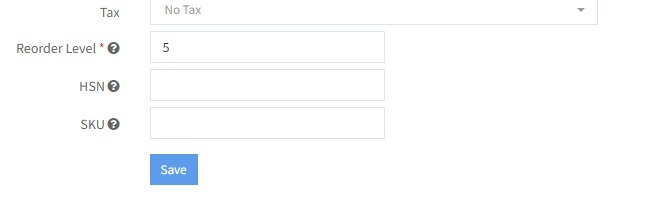 Tax No Tax
Reorder Level * ? 5
HSN ?
SKU ?
Save